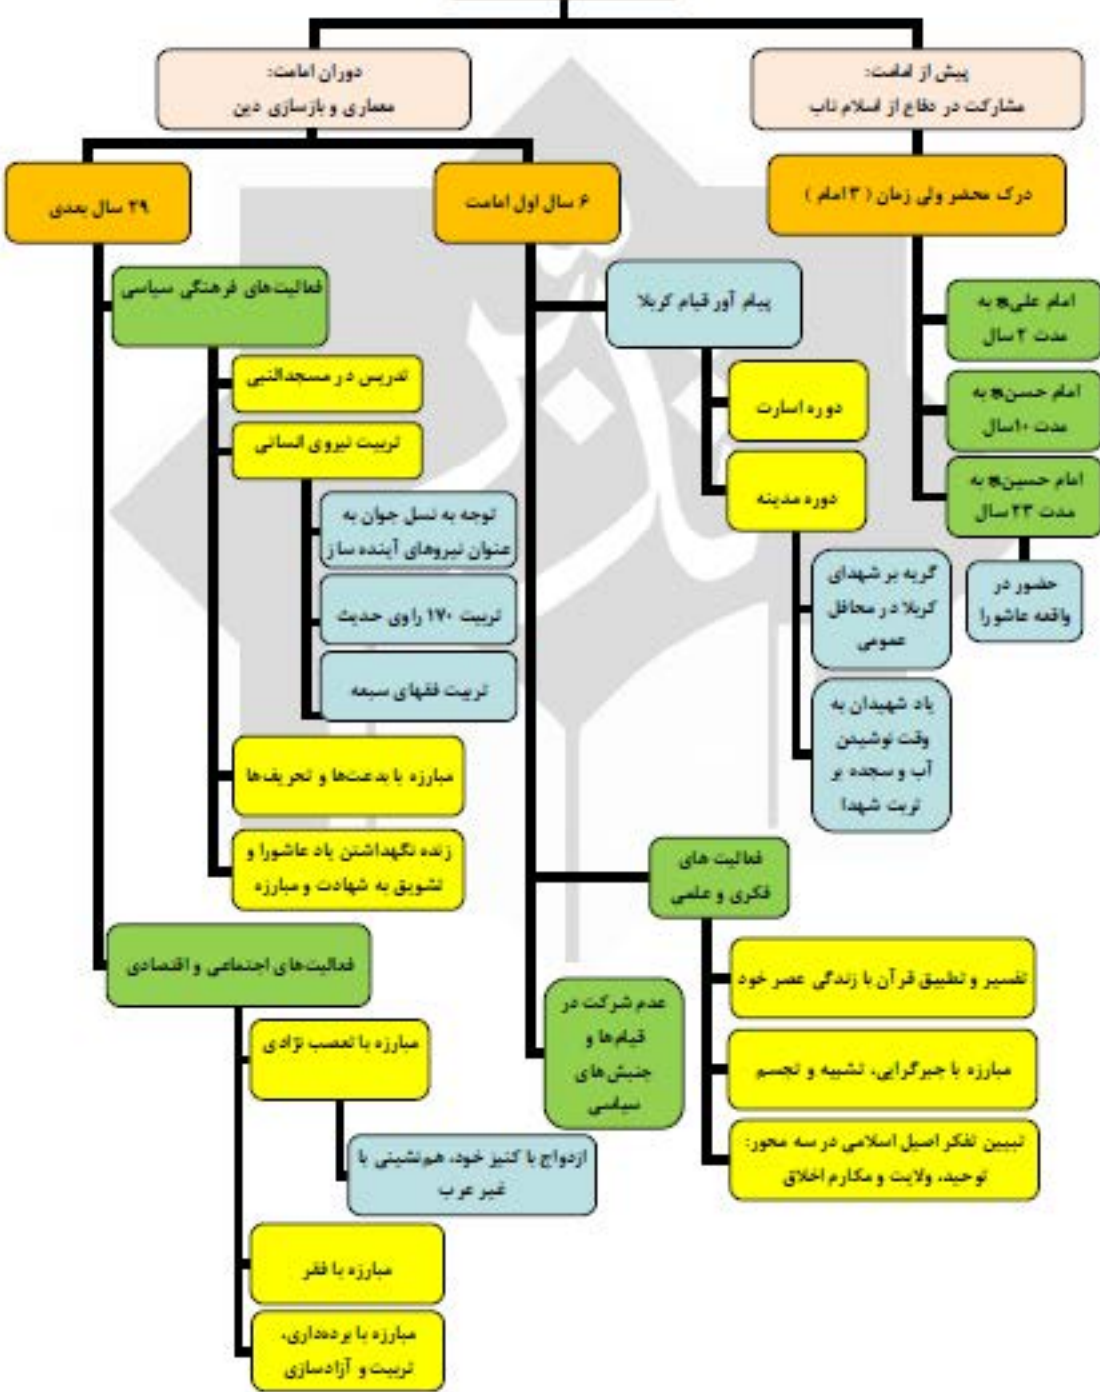 پیش از امامت:
مشارکت در دفاع از اسلام ناب
درک محضر ولی زمان ( ۳ امام )
امام علی؏ به
مدت ۲ سال
امام حسن؏ به
مدت ۱۰سال
امام حسین؏ به
مدت ۲۳ سال
حضور در
واقعه عاشورا
دوران امامت:
معماری و بازسازی دین
۶ سال اول امامت
پیام آور قیام کربلا
دوره اسارت
دوره مدینه
گریه بر شهدای
کربلا در محافل
عمومی
یاد شهیدان به
وقت نوشیدن
آب و سجده بر
تربت شهدا
فعالیت های
فکری و علمی
تفسیر و تطبیق قرآن با زندگی عصر خود
مبارزه با جبرگرایی، تشبیه و تجسم
تبیین تفکر اصیل اسلامی در سه محور:
توحید، ولایت و مکارم اخلاق
عدم شرکت در
قیام‌ها و
جنبش‌های
سیاسی
۲۹ سال بعدی
فعالیت‌های فرهنگی سیاسی
تدریس در مسجدالنبی
تربیت نیروی انسانی
توجه به نسل جوان به
عنوان نیروهای آینده ساز
تربیت ۱۷۰ راوی حدیث
تربیت فقهای سبعه
مبارزه با بدعت‌ها و تحریف‌ها
زنده نگهداشتن یاد عاشورا و
تشویق به شهادت و مبارزه
فعالیت‌های اجتماعی و اقتصادی
مبارزه با تعصب نژادی
ازدواج با کنیز خود، هم‌نشینی با
غیر عرب
مبارزه با فقر
مبارزه با برده‌داری،
تربیت و آزادسازی